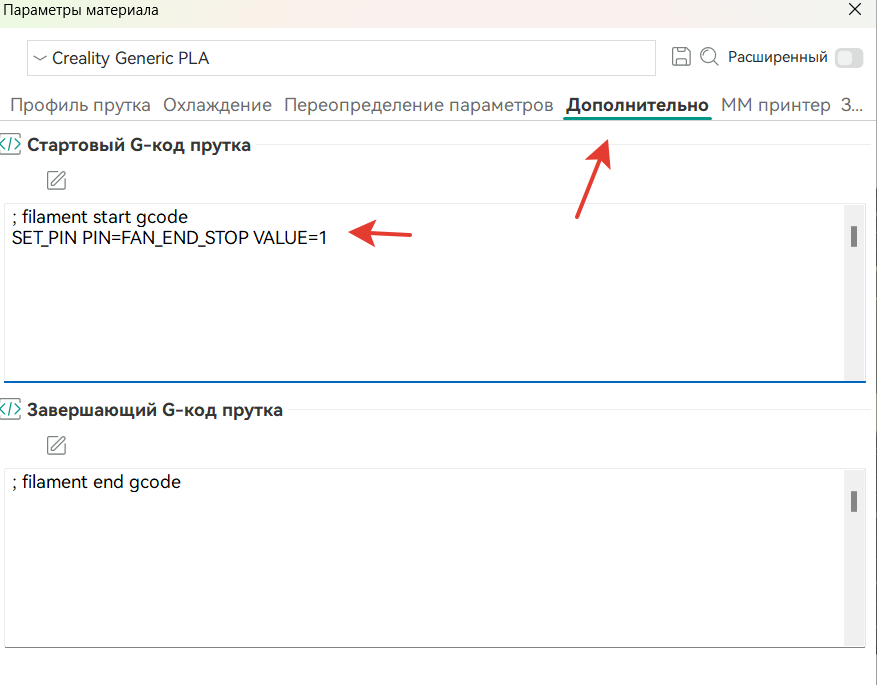 Параметры материала
Creality Generic PLA
Расширенный
Профиль прутка Охлаждение Переопределение параметров Дополнительно ММ принтер З...
Стартовый G-код прутка
; filament start gcode
SET_PIN PIN=FAN_END_STOP VALUE=1
Завершающий G-код прутка
; filament end gcode